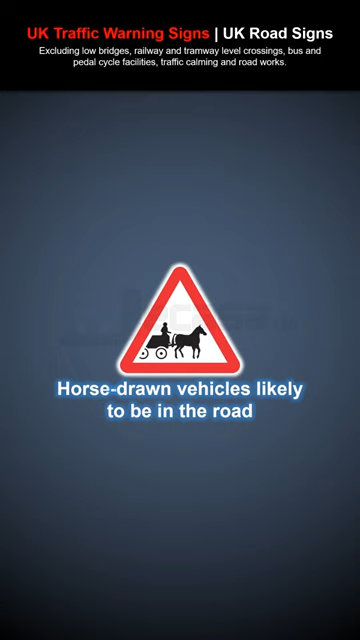 UK Traffic Warning Signs | UK Road Signs
Excluding low bridges, railway and tramway level crossings, bus and
pedal cycle facilities, traffic calming and road works.
Horse-drawn vehicles likely
to be in the road